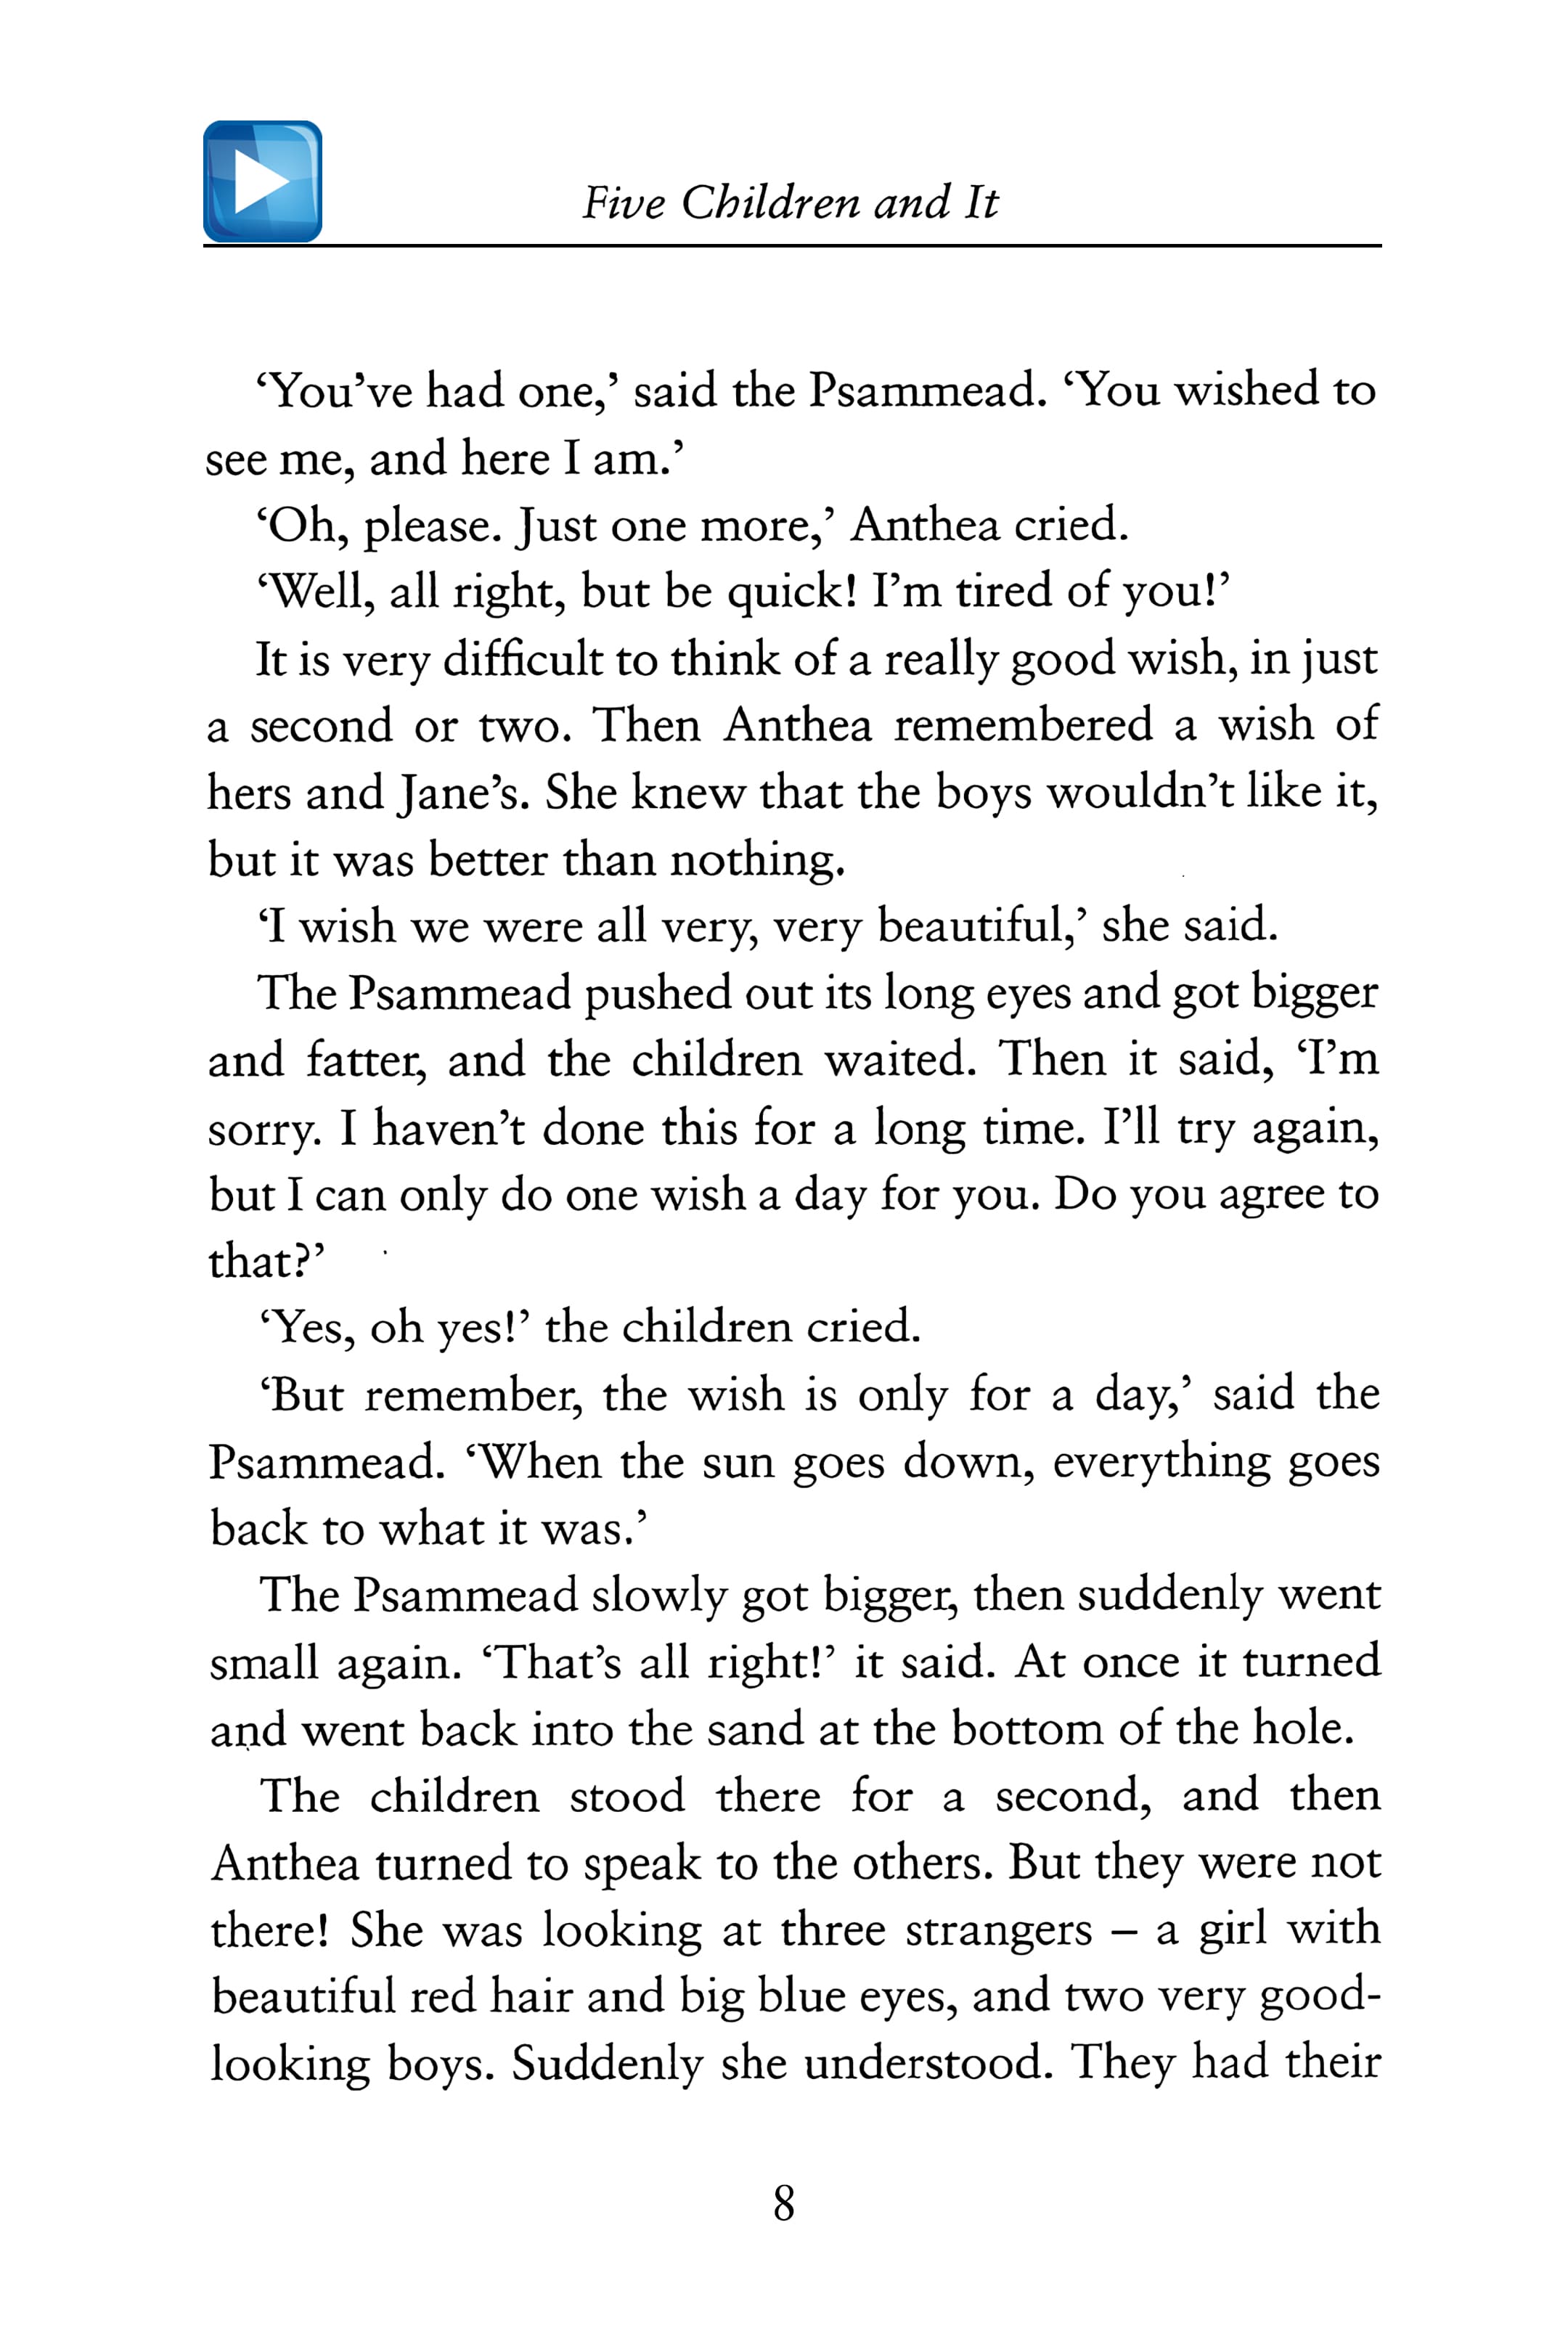 Five Children and It
‘You’ve had one,’ said the Psammead. ‘You wished to
see me, and here I am.’
‘Oh, please. Just one more,’ Anthea cried.
‘Well, all right, but be quick! I’m tired of you!’
It is very difficult to think of a really good wish, in just
a second or two. Then Anthea remembered a wish of
hers and Jane’s. She knew that the boys wouldn’t like it,
but it was better than nothing.
‘I wish we were all very, very beautiful,’ she said.
The Psammead pushed out its long eyes and got bigger
and fatter, and the children waited. Then it said, ‘I’m
sorry. I haven’t done this for a long time. I’ll try again,
but I can only do one wish a day for you. Do you agree to
that?’
‘Yes, oh yes!’ the children cried.
‘But remember, the wish is only for a day,’ said the
Psammead. ‘When the sun goes down, everything goes
back to what it was.’
The Psammead slowly got bigger, then suddenly went
small again. ‘That’s all right!’ it said. At once it turned
and went back into the sand at the bottom of the hole.
The children stood there for a second, and then
Anthea turned to speak to the others. But they were not
there! She was looking at three strangers – a girl with
beautiful red hair and big blue eyes, and two very good-
looking boys. Suddenly she understood. They had their
8